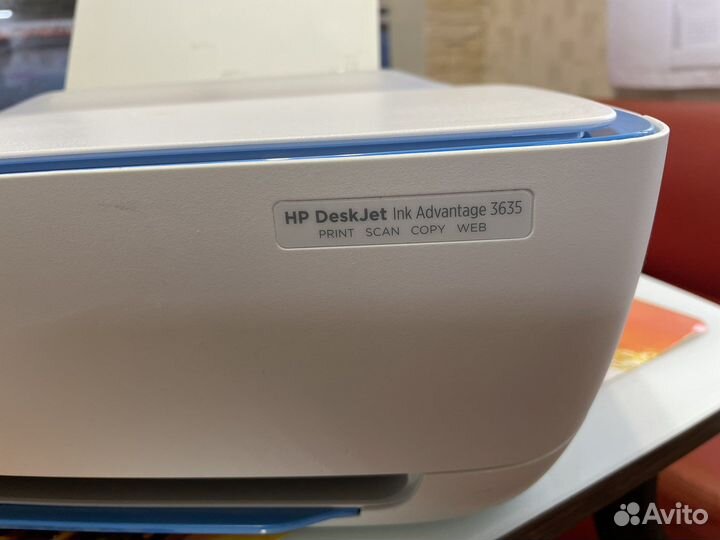 HP DeskJet Ink Advantage 3635
PRINT SCAN COPY WEB
Avito